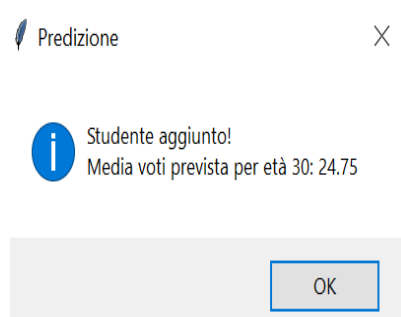 Predizione
Studente aggiunto!
Media voti prevista per età 30: 24.75
OK